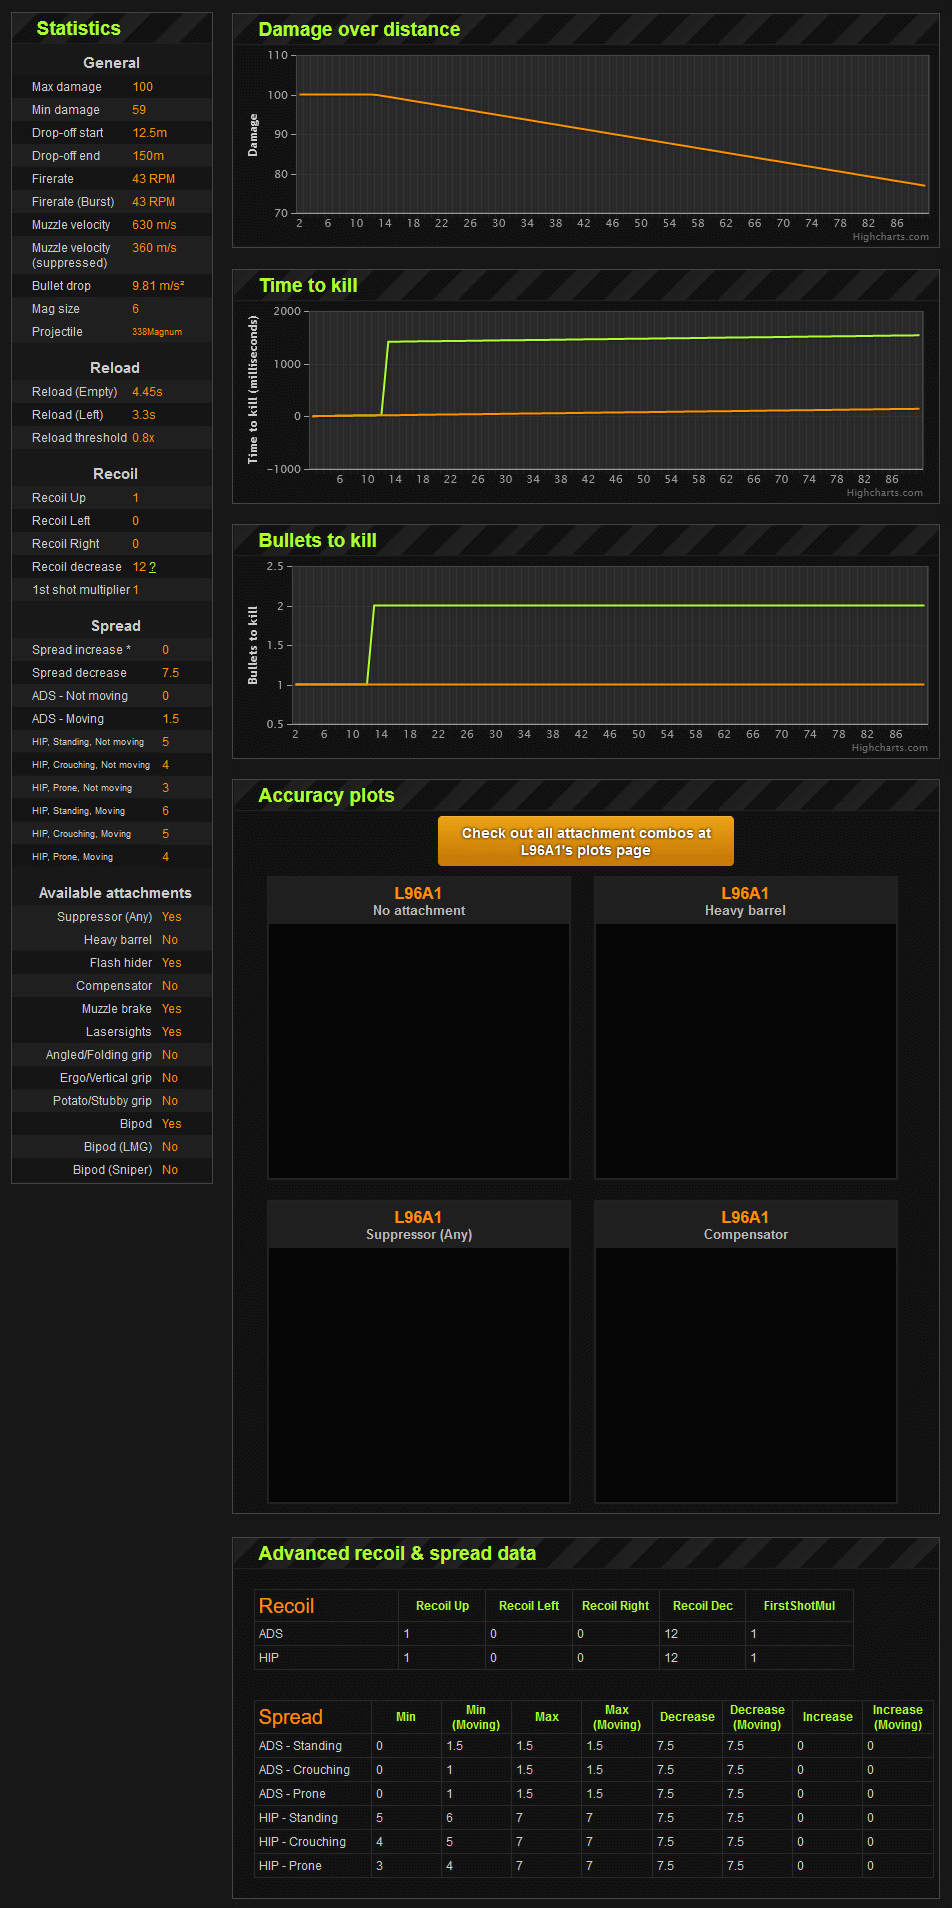 Statistics
General
Max damage 100
Min damage 59
Drop-off start 12.5m
Drop-off end 150m
Firerate 43 RPM
Firerate (Burst) 43 RPM
Muzzle velocity 630 m/s
Muzzle velocity 360 m/s
(suppressed)
Bullet drop 9.81 m/s²
Mag size 6
Projectile 338Magnum
Reload
Reload (Empty) 4.45s
Reload (Left) 3.3s
Reload threshold 0.8x
Recoil
Recoil Up 1
Recoil Left 0
Recoil Right 0
Recoil decrease 12 ?
1st shot multiplier 1
Spread
Spread increase * 0
Spread decrease 7.5
ADS - Not moving 0
ADS - Moving 1.5
HIP, Standing, Not moving 5
HIP, Crouching, Not moving 4
HIP, Prone, Not moving 3
HIP, Standing, Moving 6
HIP, Crouching, Moving 5
HIP, Prone, Moving 4
Available attachments
Suppressor (Any) Yes
Heavy barrel No
Flash hider Yes
Compensator No
Muzzle brake Yes
Lasersights Yes
Angled/Folding grip No
Ergo/Vertical grip No
Potato/Stubby grip No
Bipod Yes
Bipod (LMG) No
Bipod (Sniper) No
Damage over distance
Damage
110
100
90
80
70
2 6 10 14 18 22 26 30 34 38 42 46 50 54 58 62 66 70 74 78 82 86
Highcharts.com
Time to kill
Time to kill (milliseconds)
2000
1000
0
-1000
6 10 14 18 22 26 30 34 38 42 46 50 54 58 62 66 70 74 78 82 86
Highcharts.com
Bullets to kill
Bullets to kill
2.5
2
1.5
1
0.5
2 6 10 14 18 22 26 30 34 38 42 46 50 54 58 62 66 70 74 78 82 86
Highcharts.com
Accuracy plots
Check out all attachment combos at
L96A1's plots page
L96A1
No attachment
L96A1
Heavy barrel
L96A1
Suppressor (Any)
L96A1
Compensator
Advanced recoil & spread data
Recoil Recoil Up Recoil Left Recoil Right Recoil Dec FirstShotMul
ADS 1 0 0 12 1
HIP 1 0 0 12 1
Spread Min Min (Moving) Max Max (Moving) Decrease Decrease (Moving) Increase Increase (Moving)
ADS - Standing 0 1.5 1.5 1.5 7.5 7.5 0 0
ADS - Crouching 0 1 1.5 1.5 7.5 7.5 0 0
ADS - Prone 0 1 1.5 1.5 7.5 7.5 0 0
HIP - Standing 5 6 7 7 7.5 7.5 0 0
HIP - Crouching 4 5 7 7 7.5 7.5 0 0
HIP - Prone 3 4 7 7 7.5 7.5 0 0